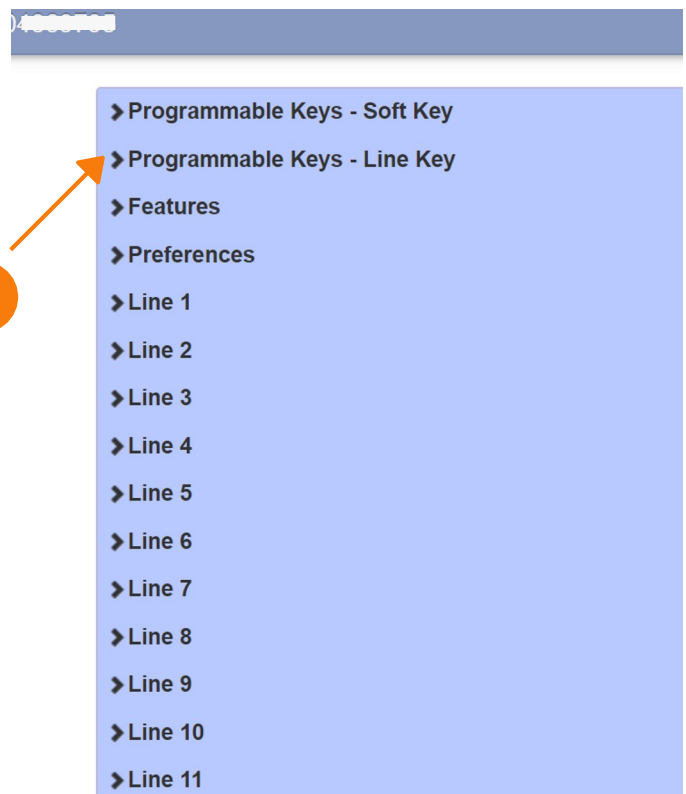 Programmable Keys - Soft Key
Programmable Keys - Line Key
Features
Preferences
Line 1
Line 2
Line 3
Line 4
Line 5
Line 6
Line 7
Line 8
Line 9
Line 10
Line 11